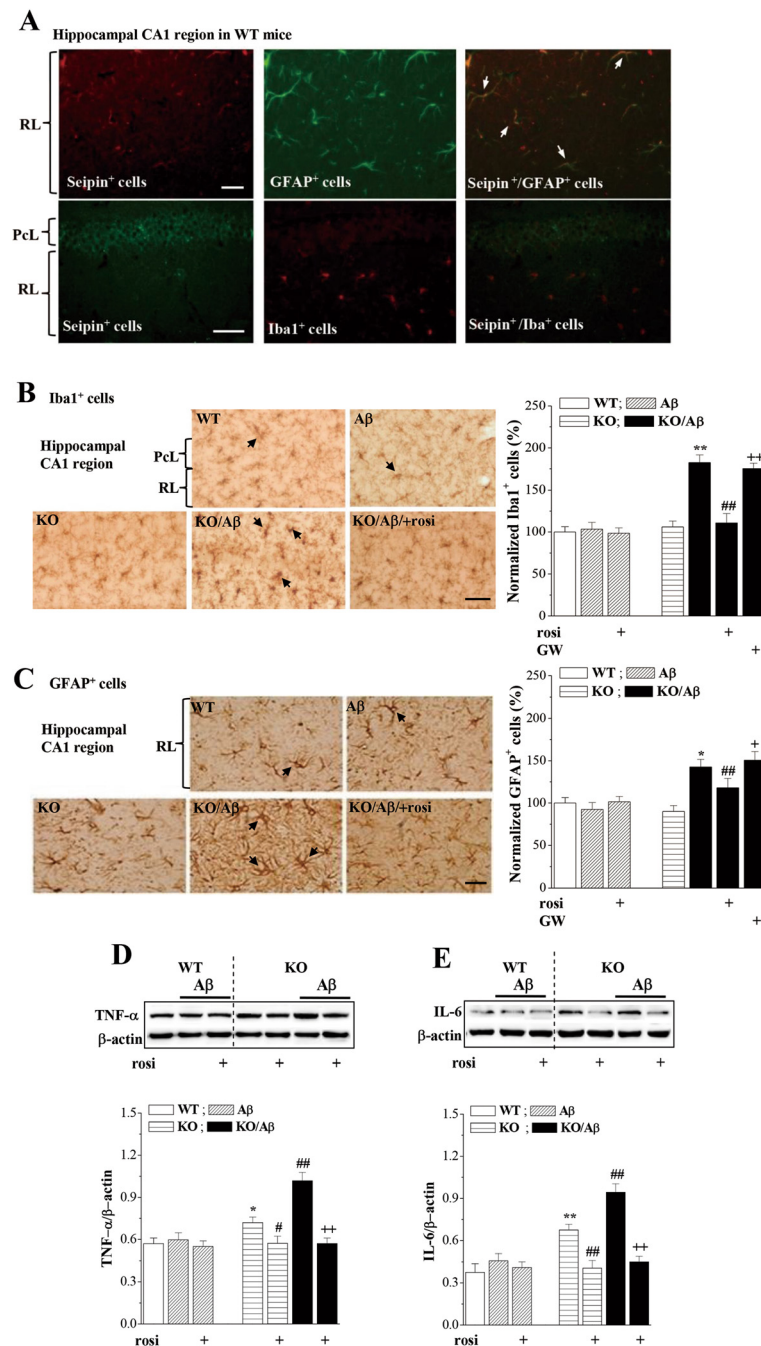 A
Hippocampal CA1 region in WT mice
RL
Seipin⁺ cells
GFAP⁺ cells
Seipin⁺/GFAP⁺ cells
PcL
RL
Seipin⁺ cells
Iba1⁺ cells
Seipin⁺/Iba⁺ cells
B
Iba1⁺ cells
Hippocampal
CA1 region
PcL
RL
WT
Aβ
KO
KO/Aβ
KO/Aβ/+rosi
WT; Aβ
KO; KO/Aβ
Normalized Iba1⁺ cells (%)
250
200
150
100
50
0
**
##
++
rosi + +
GW +
C
GFAP⁺ cells
Hippocampal
CA1 region
RL
WT
Aβ
KO
KO/Aβ
KO/Aβ/+rosi
WT ; Aβ
KO ; KO/Aβ
Normalized GFAP⁺ cells (%)
250
200
150
100
50
0
*
##
+
rosi + +
GW +
D
WT KO
Aβ Aβ
TNF-α
β-actin
rosi + + +
WT ; Aβ
KO ; KO/Aβ
TNF-α/β-actin
1.5
1.2
0.9
0.6
0.3
0.0
*
#
##
++
rosi + + +
E
WT KO
Aβ Aβ
IL-6
β-actin
rosi + + +
WT ; Aβ
KO ; KO/Aβ
IL-6/β-actin
1.5
1.2
0.9
0.6
0.3
0.0
**
##
##
++
rosi + + +